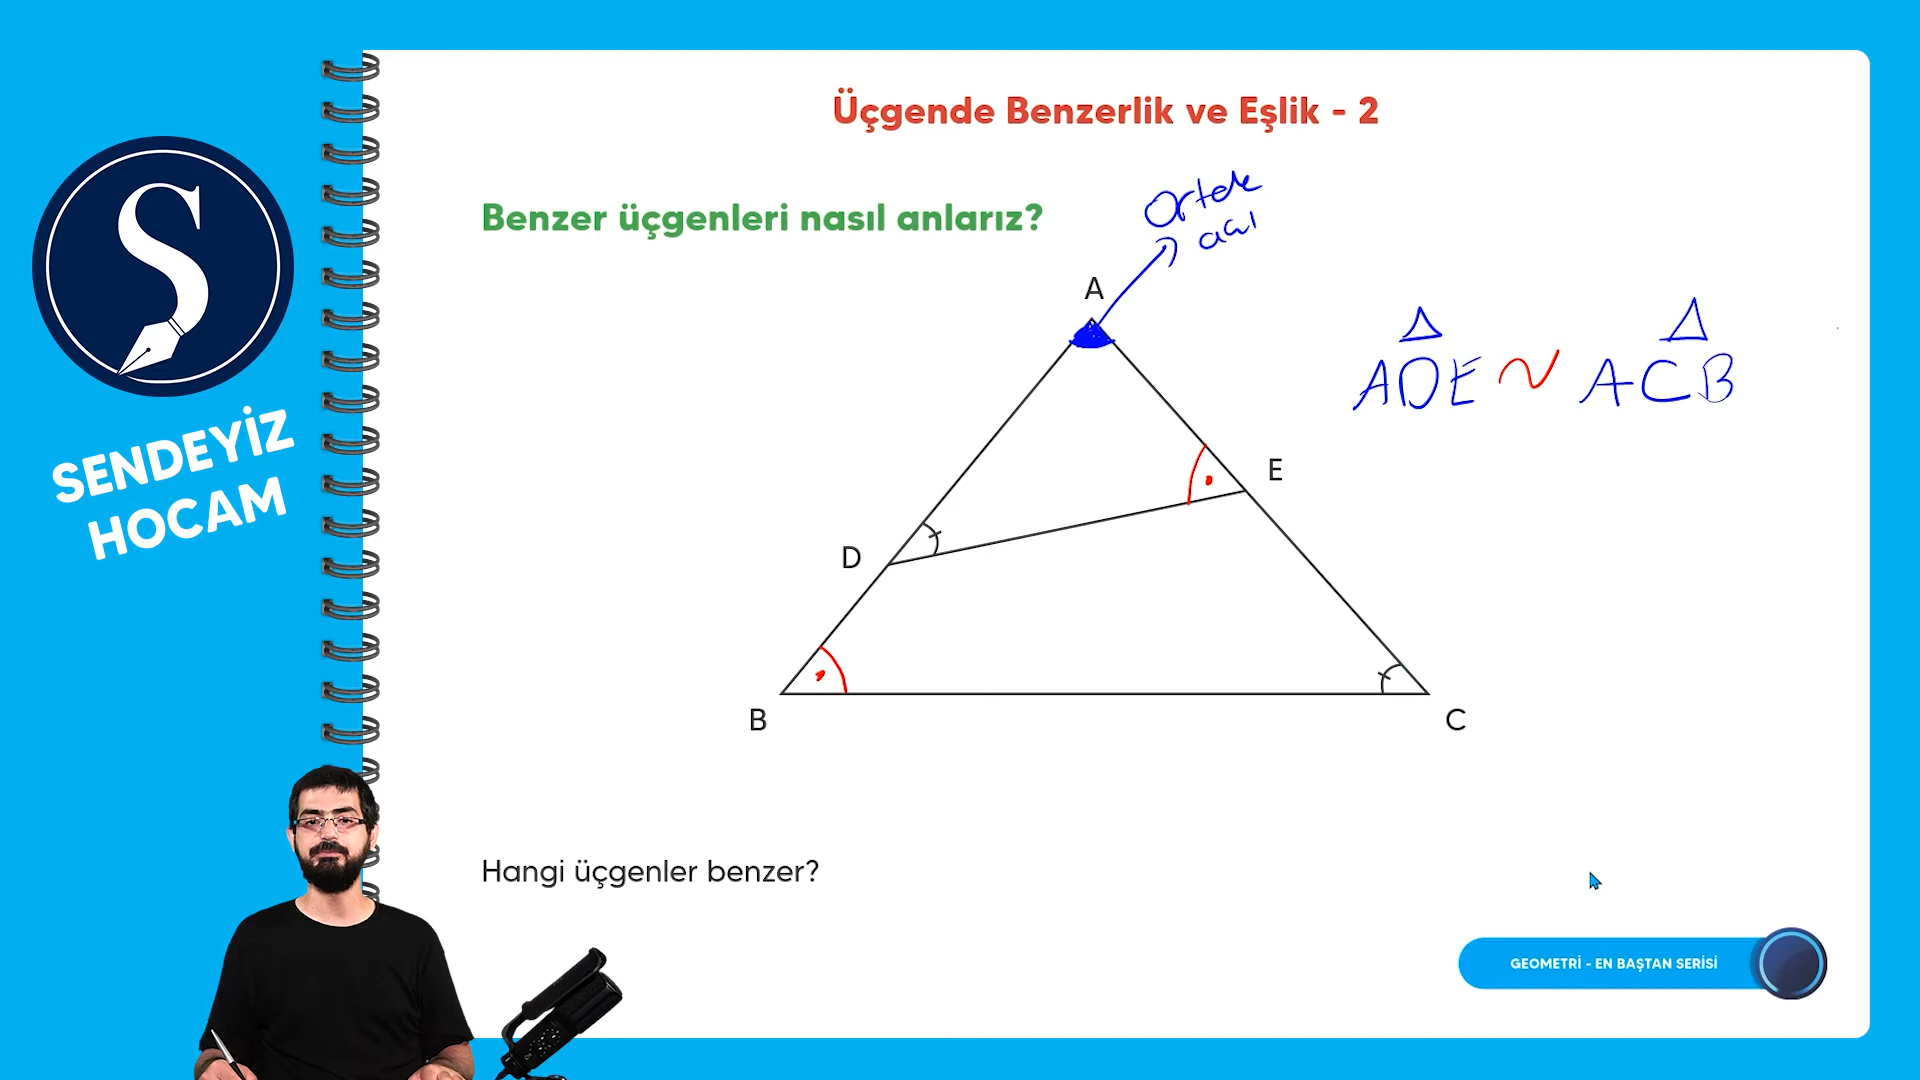 Üçgende Benzerlik ve Eşlik - 2
Benzer üçgenleri nasıl anlarız?
Ortak
açı
A
ADE ~ ACB
E
D
B
C
Hangi üçgenler benzer?
SENDEYİZ
HOCAM
GEOMETRİ - EN BAŞTAN SERİSİ